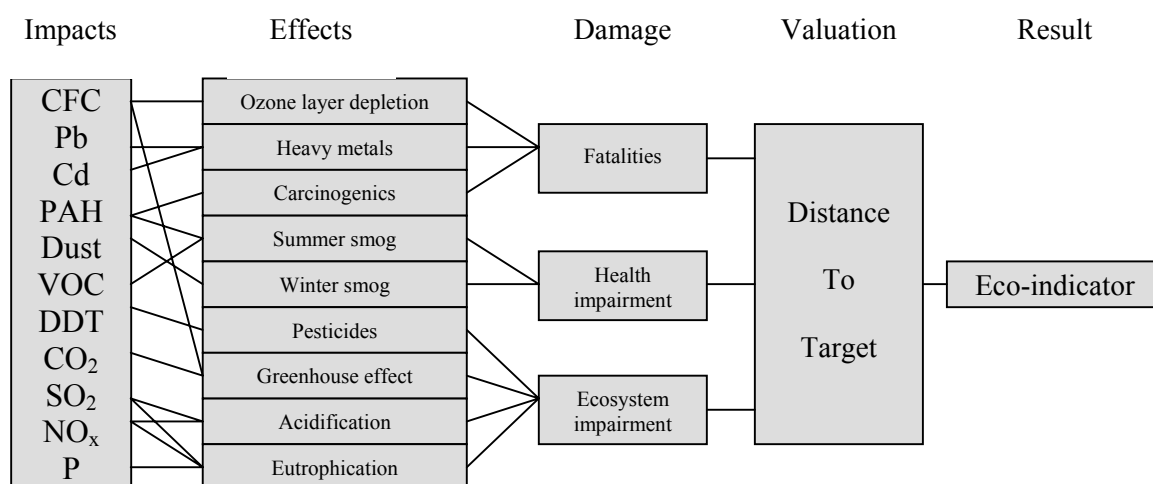 Impacts
Effects
Damage
Valuation
Result
CFC
Pb
Cd
PAH
Dust
VOC
DDT
CO₂
SO₂
NOₓ
P
Ozone layer depletion
Heavy metals
Carcinogenics
Summer smog
Winter smog
Pesticides
Greenhouse effect
Acidification
Eutrophication
Fatalities
Health
impairment
Ecosystem
impairment
Distance
To
Target
Eco-indicator